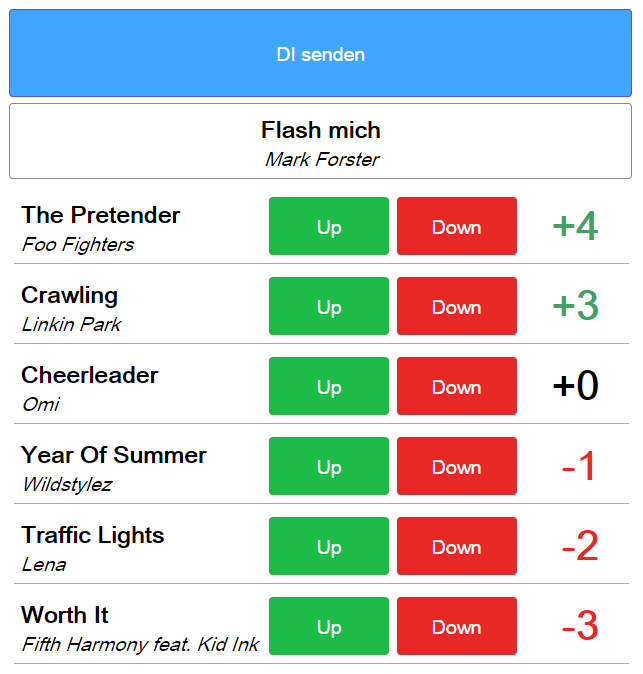 DI senden
Flash mich
Mark Forster
The Pretender
Foo Fighters
Up
Down
+4
Crawling
Linkin Park
Up
Down
+3
Cheerleader
Omi
Up
Down
+0
Year Of Summer
Wildstylez
Up
Down
-1
Traffic Lights
Lena
Up
Down
-2
Worth It
Fifth Harmony feat. Kid Ink
Up
Down
-3